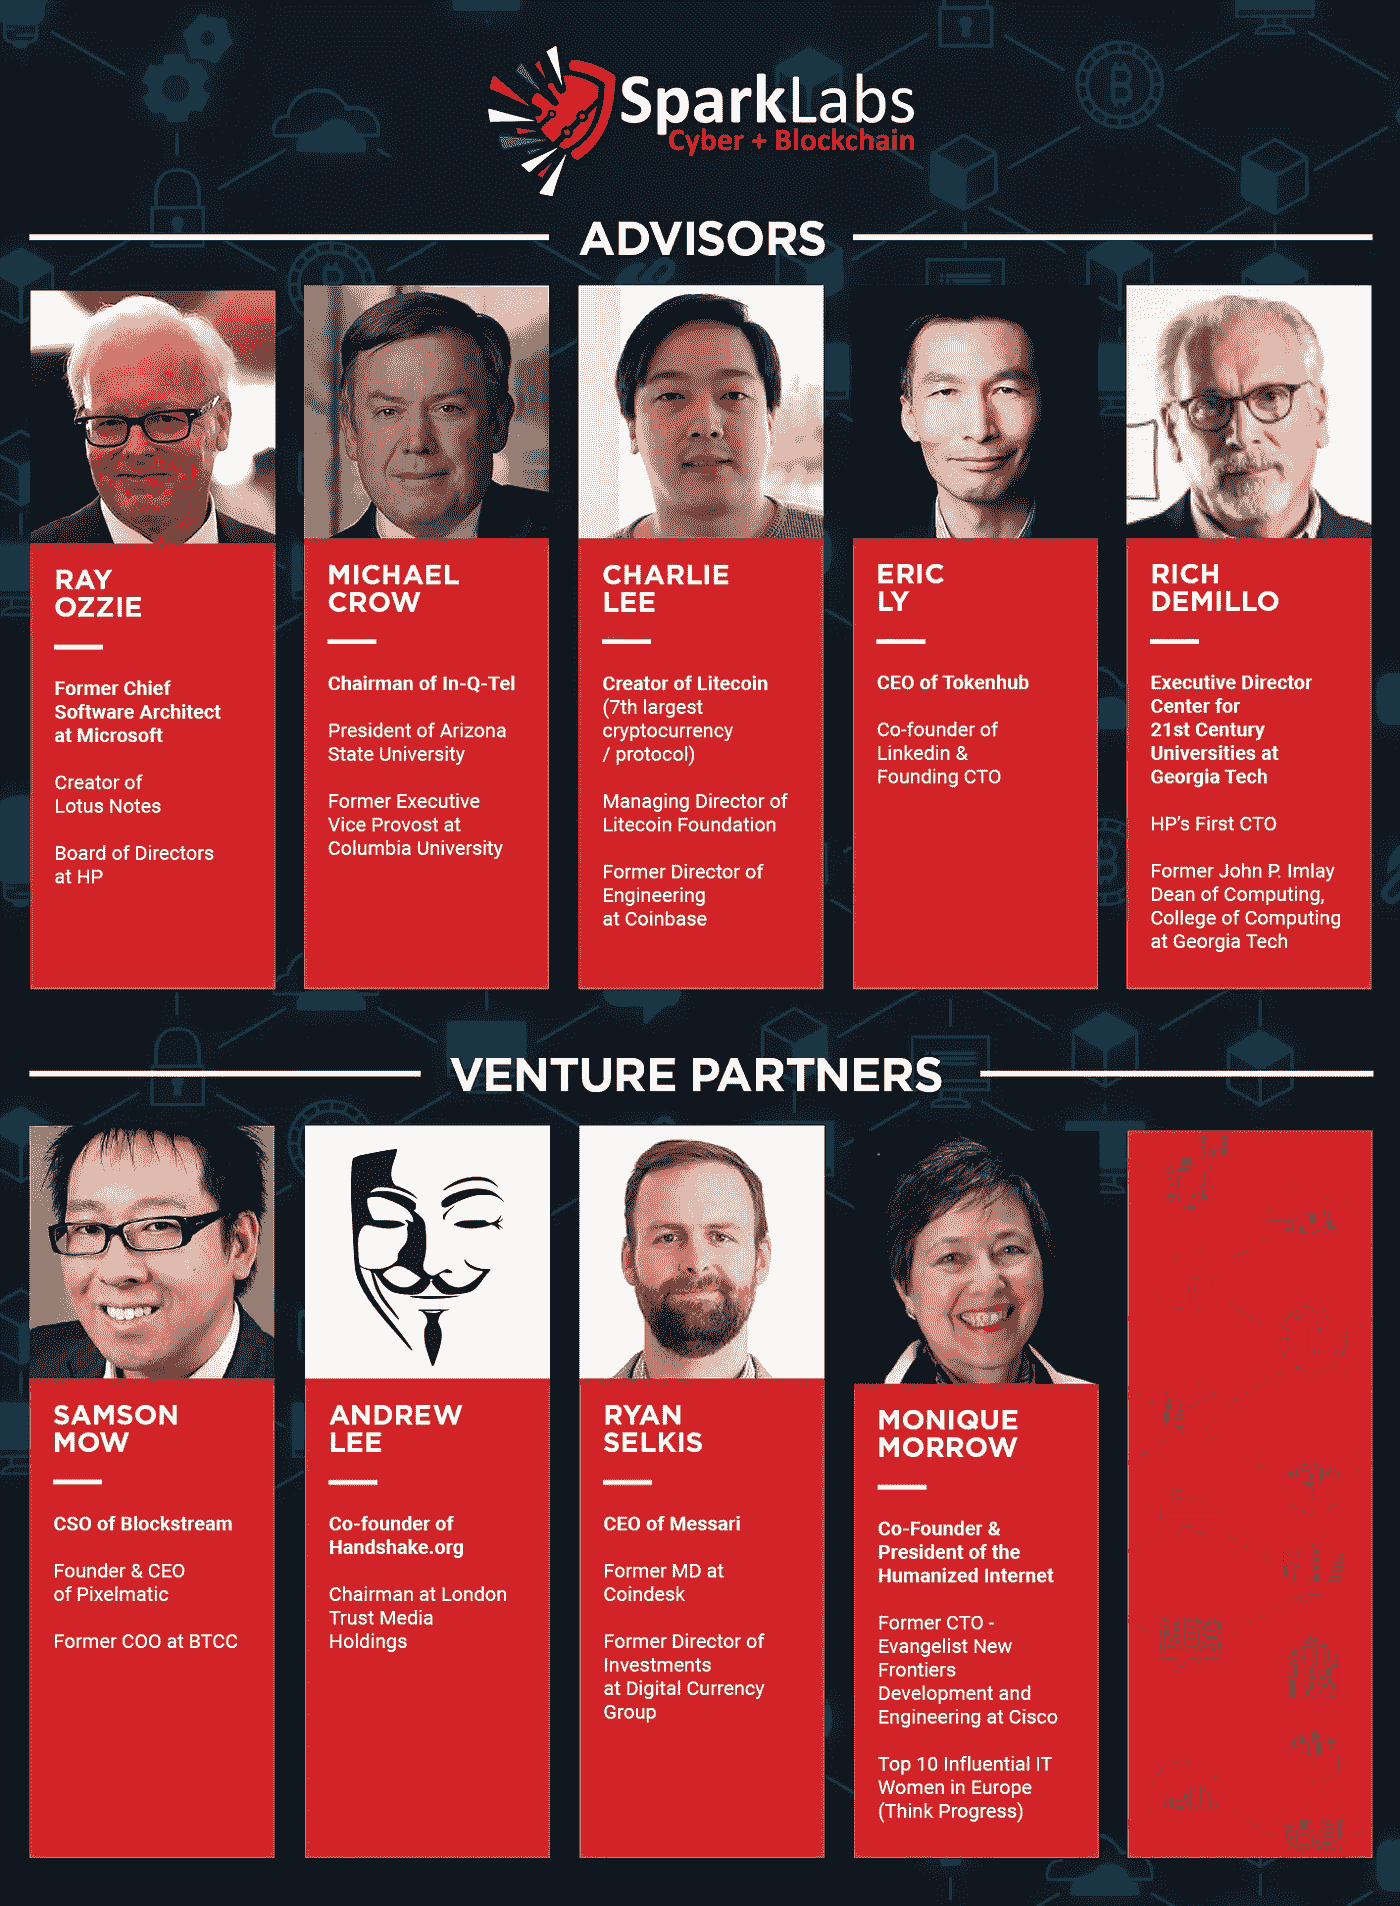 SparkLabs
Cyber + Blockchain
ADVISORS
RAY
OZZIE
Former Chief
Software Architect
at Microsoft
Creator of
Lotus Notes
Board of Directors
at HP
MICHAEL
CROW
Chairman of In-Q-Tel
President of Arizona
State University
Former Executive
Vice Provost at
Columbia University
CHARLIE
LEE
Creator of Litecoin
(7th largest
cryptocurrency
/ protocol)
Managing Director of
Litecoin Foundation
Former Director of
Engineering
at Coinbase
ERIC
LY
CEO of Tokenhub
Co-founder of
Linkedin &
Founding CTO
RICH
DEMILLO
Executive Director
Center for
21st Century
Universities at
Georgia Tech
HP's First CTO
Former John P. Imlay
Dean of Computing,
College of Computing
at Georgia Tech
VENTURE PARTNERS
SAMSON
MOW
CSO of Blockstream
Founder & CEO
of Pixelmatic
Former COO at BTCC
ANDREW
LEE
Co-founder of
Handshake.org
Chairman at London
Trust Media
Holdings
RYAN
SELKIS
CEO of Messari
Former MD at
Coindesk
Former Director of
Investments
at Digital Currency
Group
MONIQUE
MORROW
Co-Founder &
President of the
Humanized Internet
Former CTO -
Evangelist New
Frontiers
Development and
Engineering at Cisco
Top 10 Influential IT
Women in Europe
(Think Progress)